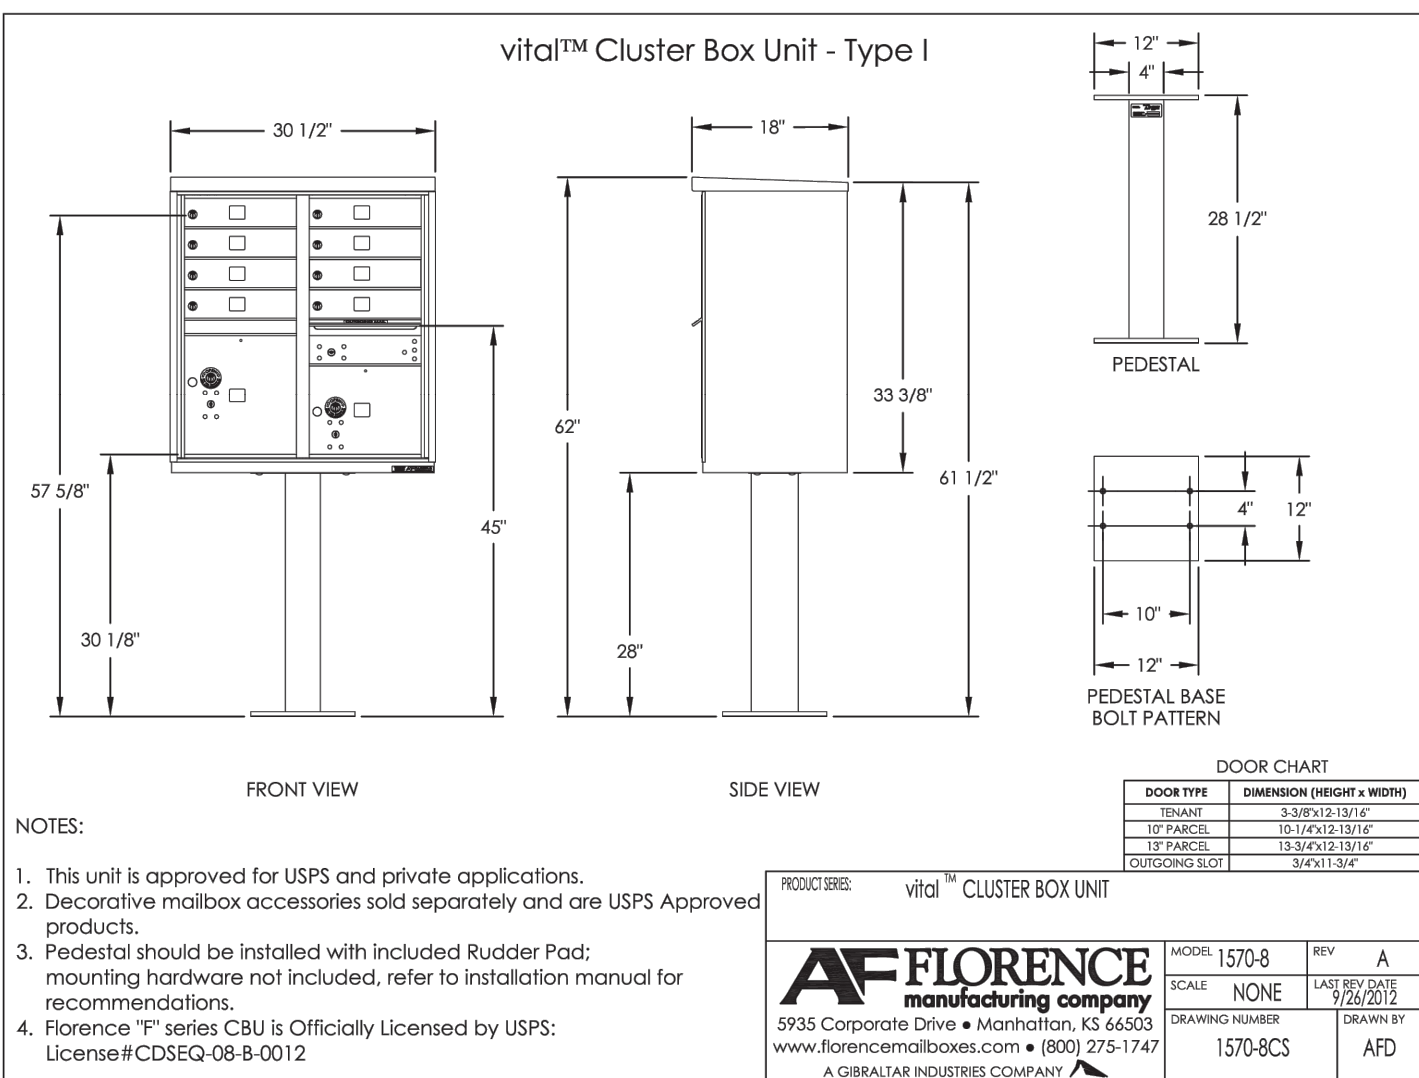 vital™ Cluster Box Unit - Type I
30 1/2"
18"
12"
4"
28 1/2"
PEDESTAL
57 5/8"
30 1/8"
45"
62"
28"
33 3/8"
61 1/2"
4"
12"
10"
12"
PEDESTAL BASE
BOLT PATTERN
FRONT VIEW
SIDE VIEW
DOOR CHART
DOOR TYPE DIMENSION (HEIGHT x WIDTH)
TENANT 3-3/8"x12-13/16"
10" PARCEL 10-1/4"x12-13/16"
13" PARCEL 13-3/4"x12-13/16"
OUTGOING SLOT 3/4"x11-3/4"
NOTES:
1. This unit is approved for USPS and private applications.
2. Decorative mailbox accessories sold separately and are USPS Approved
products.
3. Pedestal should be installed with included Rudder Pad;
mounting hardware not included, refer to installation manual for
recommendations.
4. Florence "F" series CBU is Officially Licensed by USPS:
License#CDSEQ-08-B-0012
PRODUCT SERIES: vital ™ CLUSTER BOX UNIT
AF FLORENCE
manufacturing company
5935 Corporate Drive ● Manhattan, KS 66503
www.florencemailboxes.com ● (800) 275-1747
A GIBRALTAR INDUSTRIES COMPANY
MODEL 1570-8
REV A
SCALE NONE
LAST REV DATE
9/26/2012
DRAWING NUMBER
1570-8CS
DRAWN BY
AFD